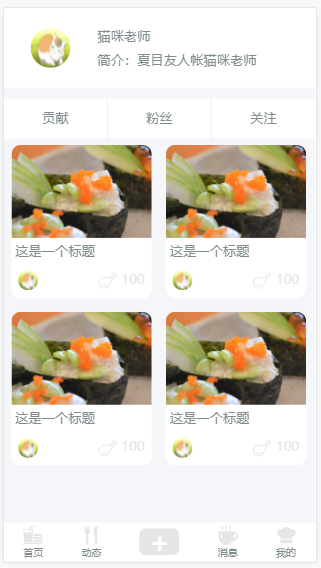 猫咪老师
简介：夏目友人帐猫咪老师
贡献 粉丝 关注
这是一个标题 这是一个标题
100 100
这是一个标题 这是一个标题
100 100
首页 动态 消息 我的